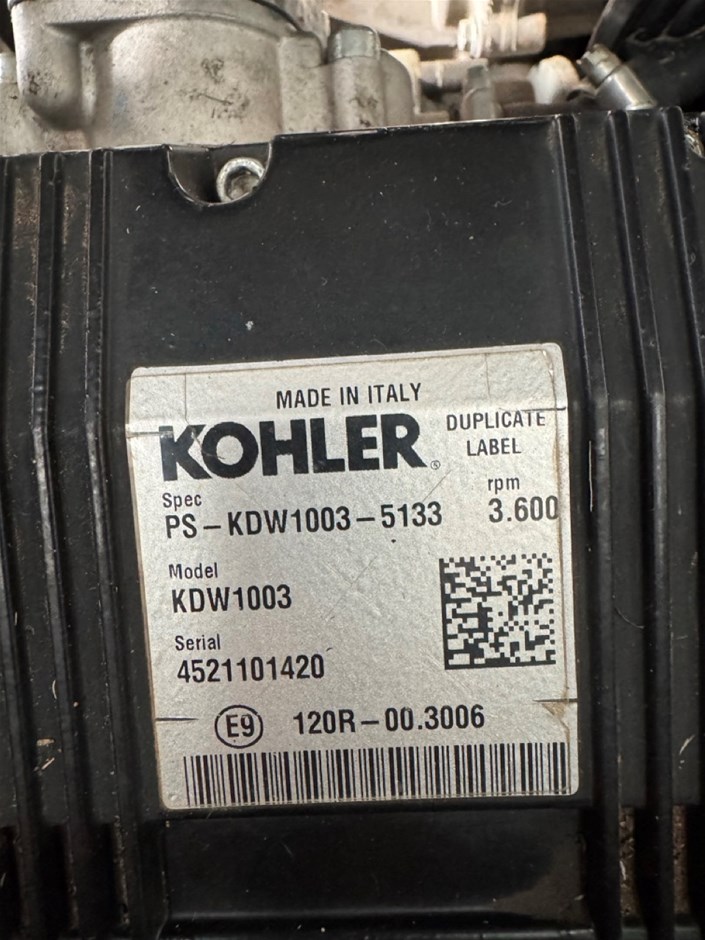 MADE IN ITALY
KOHLER
DUPLICATE
LABEL
Spec
PS-KDW1003-5133
rpm
3.600
Model
KDW1003
Serial
4521101420
E9 120R-00.3006